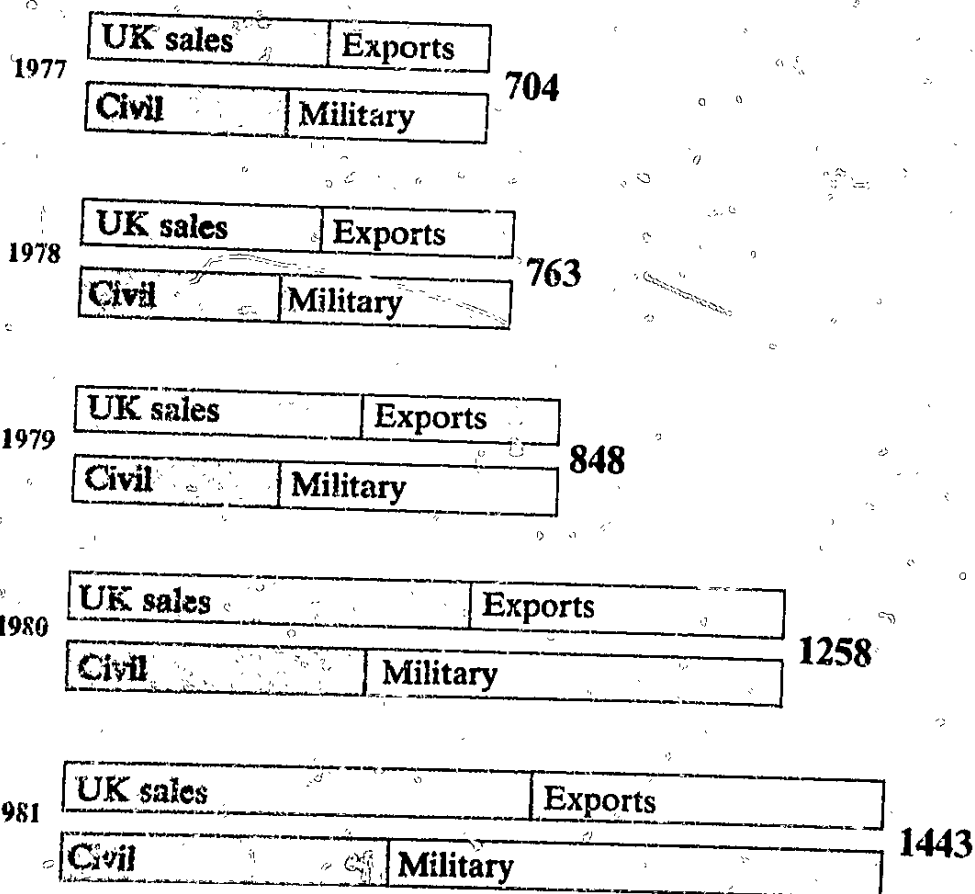 UK sales Exports
1977
704
Civil Military
UK sales Exports
1978
763
Civil Military
UK sales Exports
1979
848
Civil Military
UK sales Exports
1980
1258
Civil Military
UK sales Exports
981
1443
Civil Military